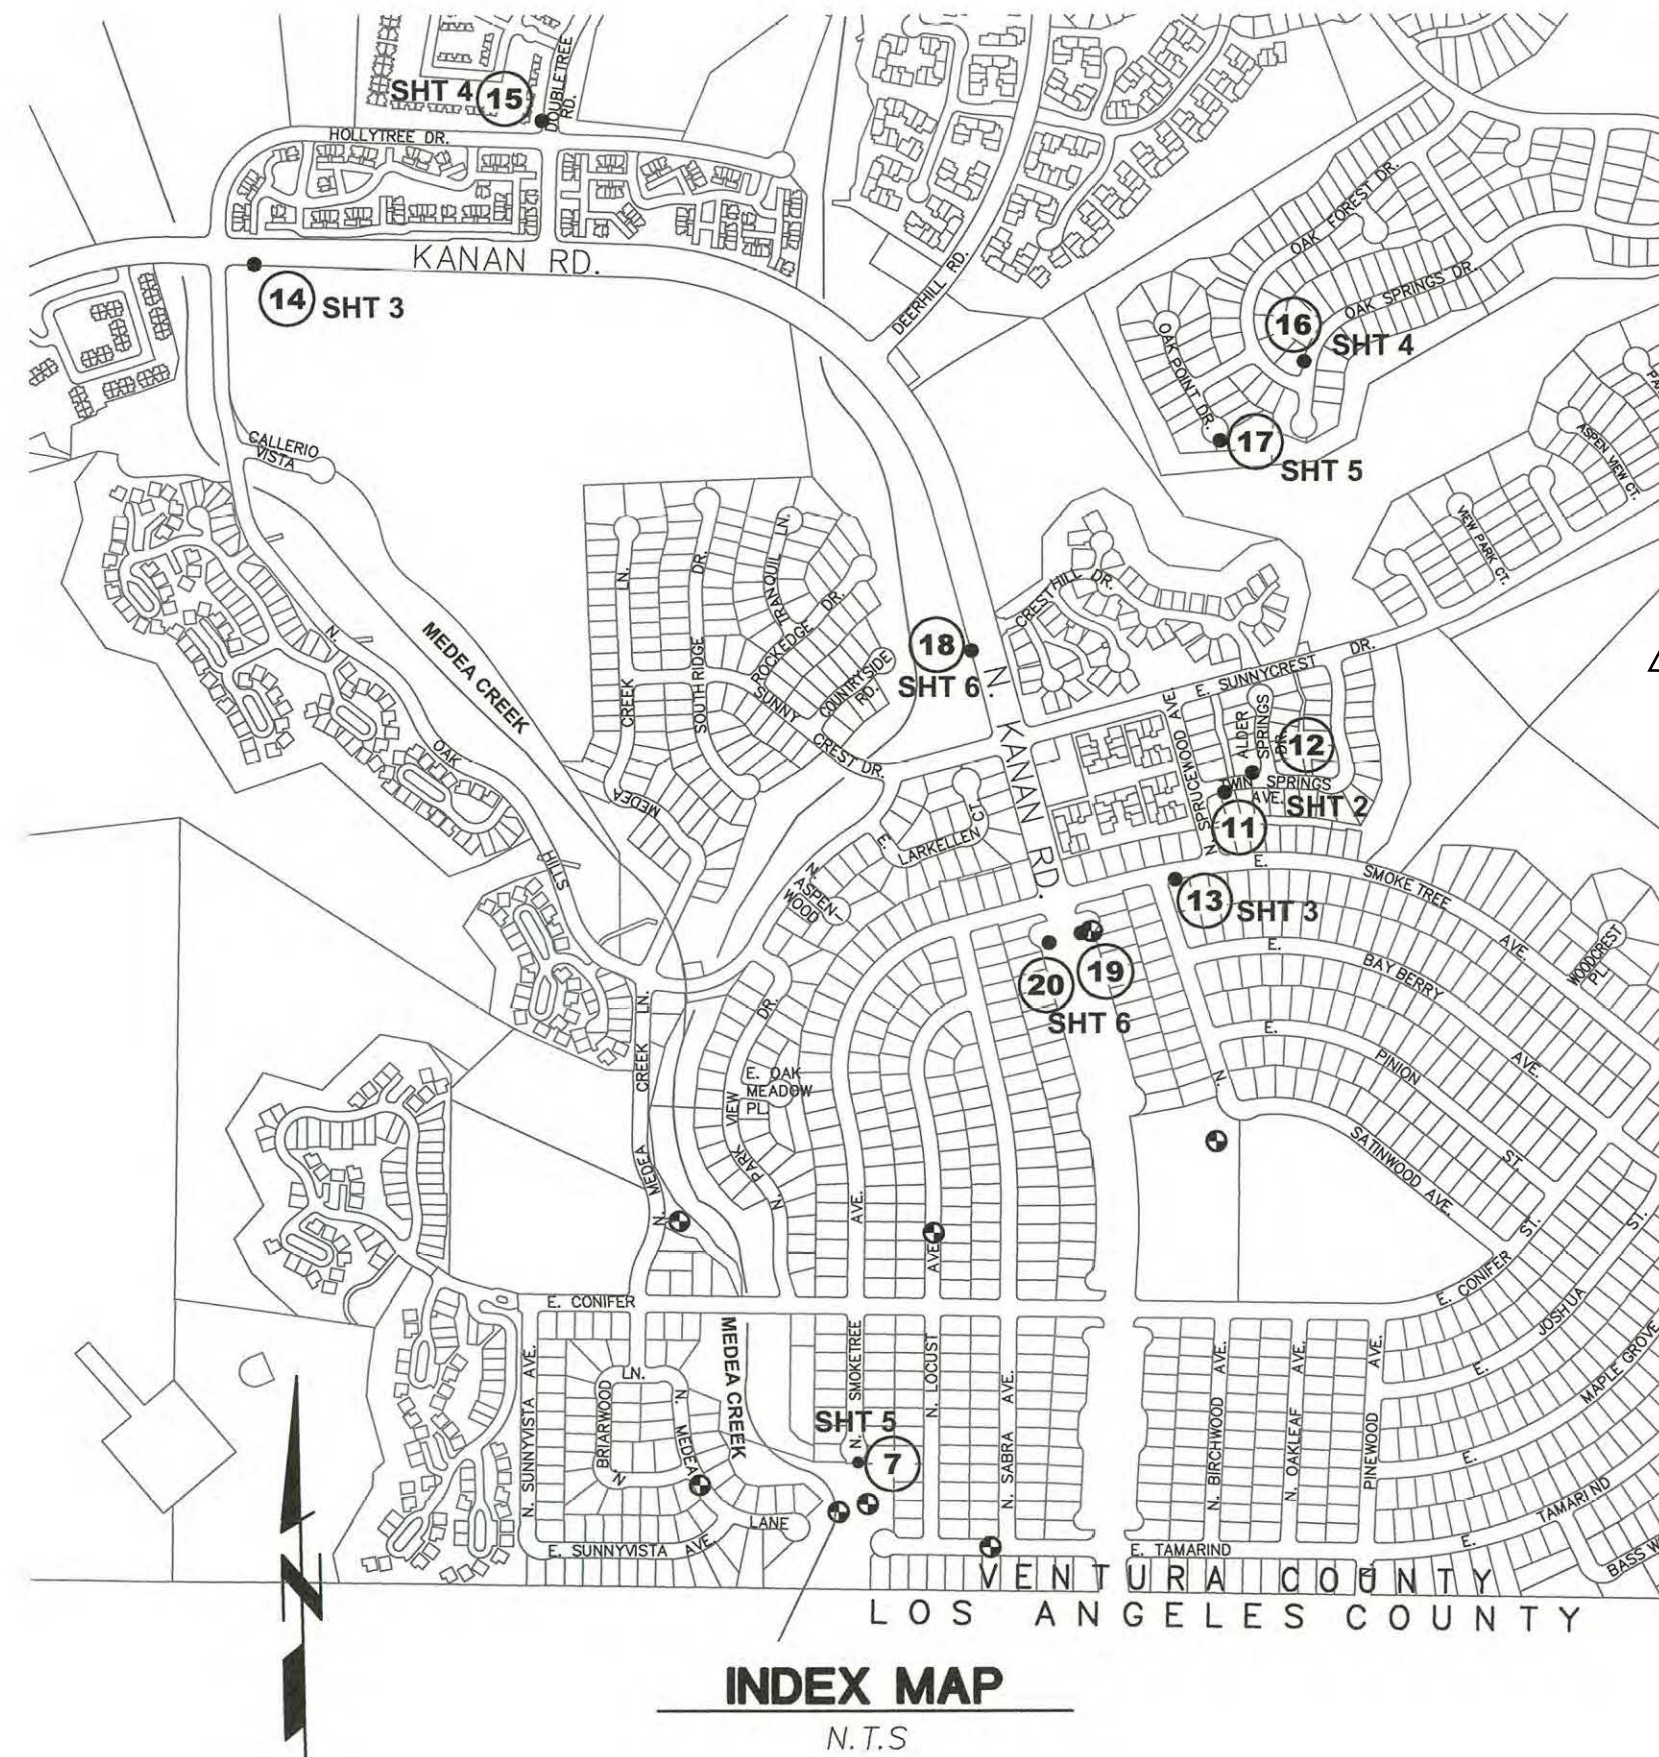 SHT 4
15
DOUBLETREE
RD.
HOLLYTREE DR.
KANAN RD.
14
SHT 3
DEERHILL RD.
OAK FOREST DR.
OAK SPRINGS DR.
16
SHT 4
OAK POINT DR.
17
SHT 5
ASPEN VIEW CT.
VIEW PARK CT.
PA
CALLERIO
VISTA
MEDEA CREEK
N.
OAK
HILLS
CREEK
LN.
SOUTH RIDGE
DR.
TRANQUIL LN.
ROCKEDGE DR.
SUNNY
CREST DR.
COUNTRYSIDE
RD.
MEDEA
18
SHT 6
CRESTHILL DR.
E. SUNNYCREST
DR.
N.
KANAN
RD.
N. SPRUCEWOOD AVE
ALDER
SPRINGS
DR.
12
TWIN SPRINGS
AVE.
SHT 2
11
E. LARKELLEN CT.
N.
ASPEN-
WOOD
E.
SMOKE TREE
AVE.
13
SHT 3
WOODCREST
PL.
E.
BAYBERRY
AVE.
20
19
SHT 6
E.
PINION
ST.
N.
SATINWOOD AVE.
N. MEDEA CREEK LN.
N.
N. PARK VIEW DR.
E. OAK
MEADOW
PL.
AVE.
AVE.
E. CONIFER
E. CONIFER
ST.
E. JOSHUA
ST.
E.
MAPLE GROVE
E.
TAMARIND
BASS W
MEDEA CREEK
N. SUNNYVISTA AVE.
BRIARWOOD
LN.
N
N. MEDEA
LANE
E. SUNNYVISTA AVE.
N. SMOKETREE
SHT 5
7
N. LOCUST
N. SABRA AVE.
N. BIRCHWOOD AVE.
N. OAKLEAF AVE.
PINEWOOD AVE.
E. TAMARIND
VENTURA COUNTY
LOS ANGELES COUNTY
N
INDEX MAP
N.T.S